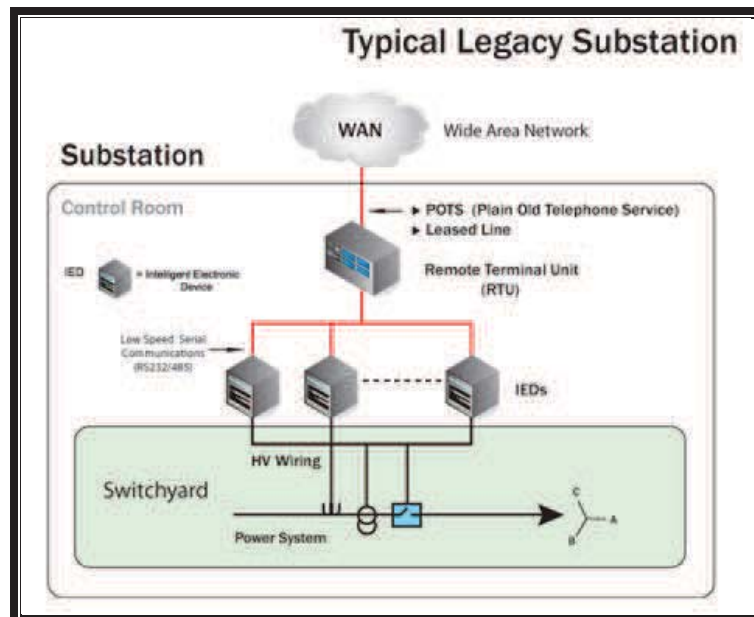 Typical Legacy Substation
WAN
Wide Area Network
Substation
Control Room
POTS (Plain Old Telephone Service)
Leased Line
IED
= Intelligent Electronic
Device
Remote Terminal Unit
(RTU)
Low Speed Serial
Communications
(RS232/485)
IEDs
HV Wiring
Switchyard
Power System
C
A
B